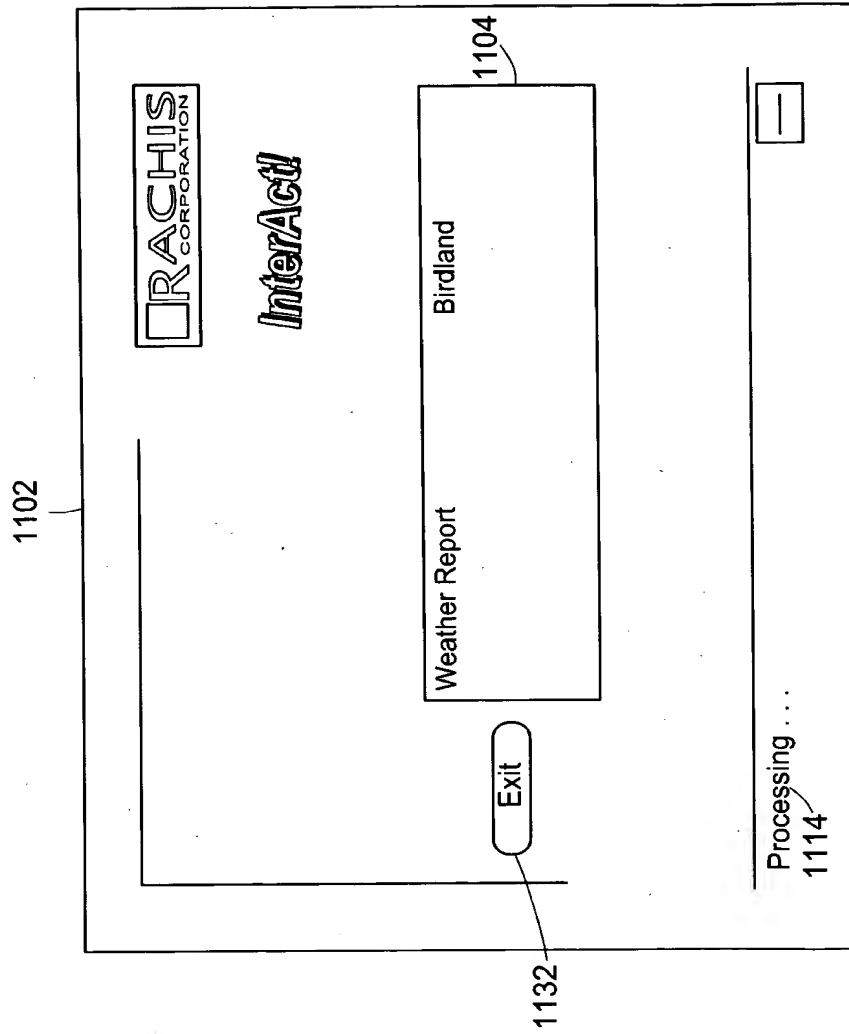 1102
RACHIS
CORPORATION
InterAct!
1104
Weather Report Birdland
Exit
1132
Processing . . .
1114